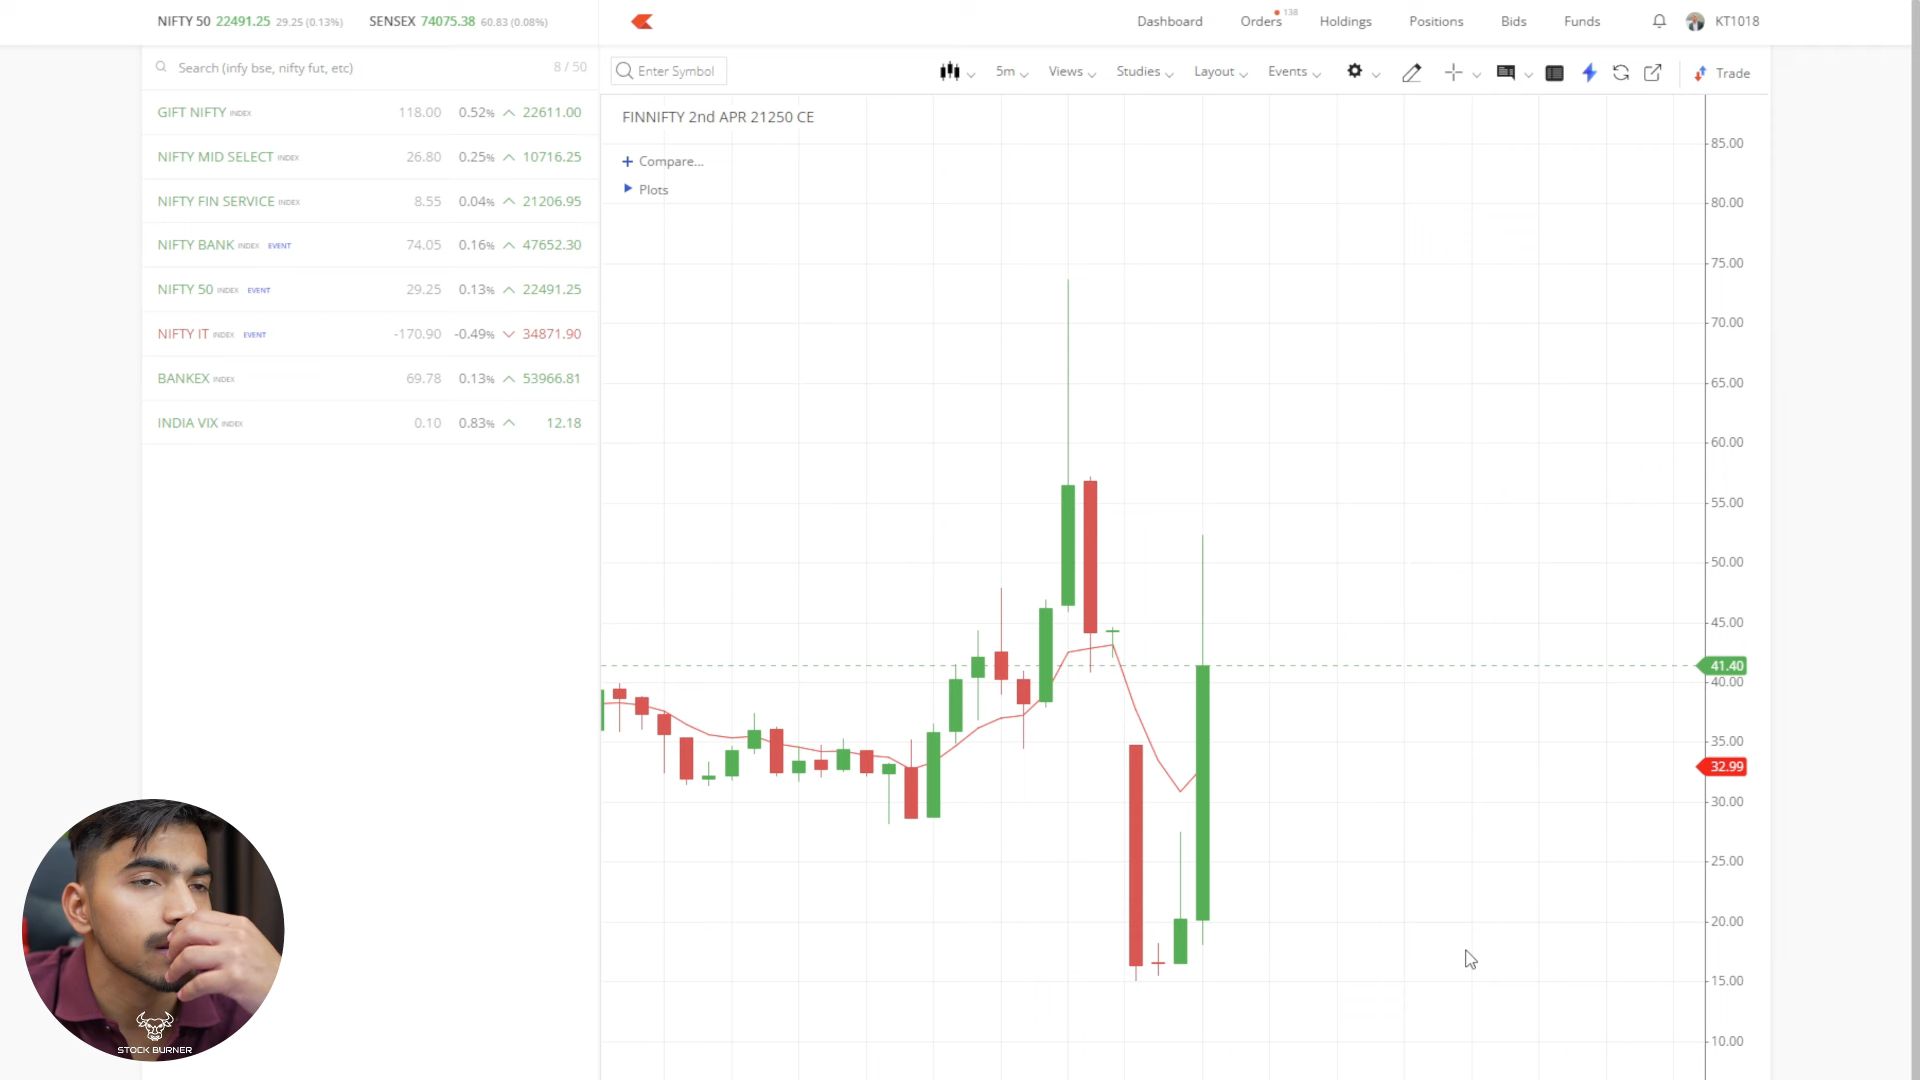 NIFTY 50 22491.25 29.25 (0.13%) SENSEX 74075.38 60.83 (0.08%)
Dashboard Orders 138 Holdings Positions Bids Funds KT1018
Search (infy bse, nifty fut, etc) 8 / 50
Enter Symbol 5m Views Studies Layout Events Trade
GIFT NIFTY INDEX 118.00 0.52% 22611.00
NIFTY MID SELECT INDEX 26.80 0.25% 10716.25
NIFTY FIN SERVICE INDEX 8.55 0.04% 21206.95
NIFTY BANK INDEX EVENT 74.05 0.16% 47652.30
NIFTY 50 INDEX EVENT 29.25 0.13% 22491.25
NIFTY IT INDEX EVENT -170.90 -0.49% 34871.90
BANKEX INDEX 69.78 0.13% 53966.81
INDIA VIX INDEX 0.10 0.83% 12.18
FINNIFTY 2nd APR 21250 CE
Compare...
Plots
85.00
80.00
75.00
70.00
65.00
60.00
55.00
50.00
45.00
41.40
40.00
35.00
32.99
30.00
25.00
20.00
15.00
10.00
STOCK BURNER